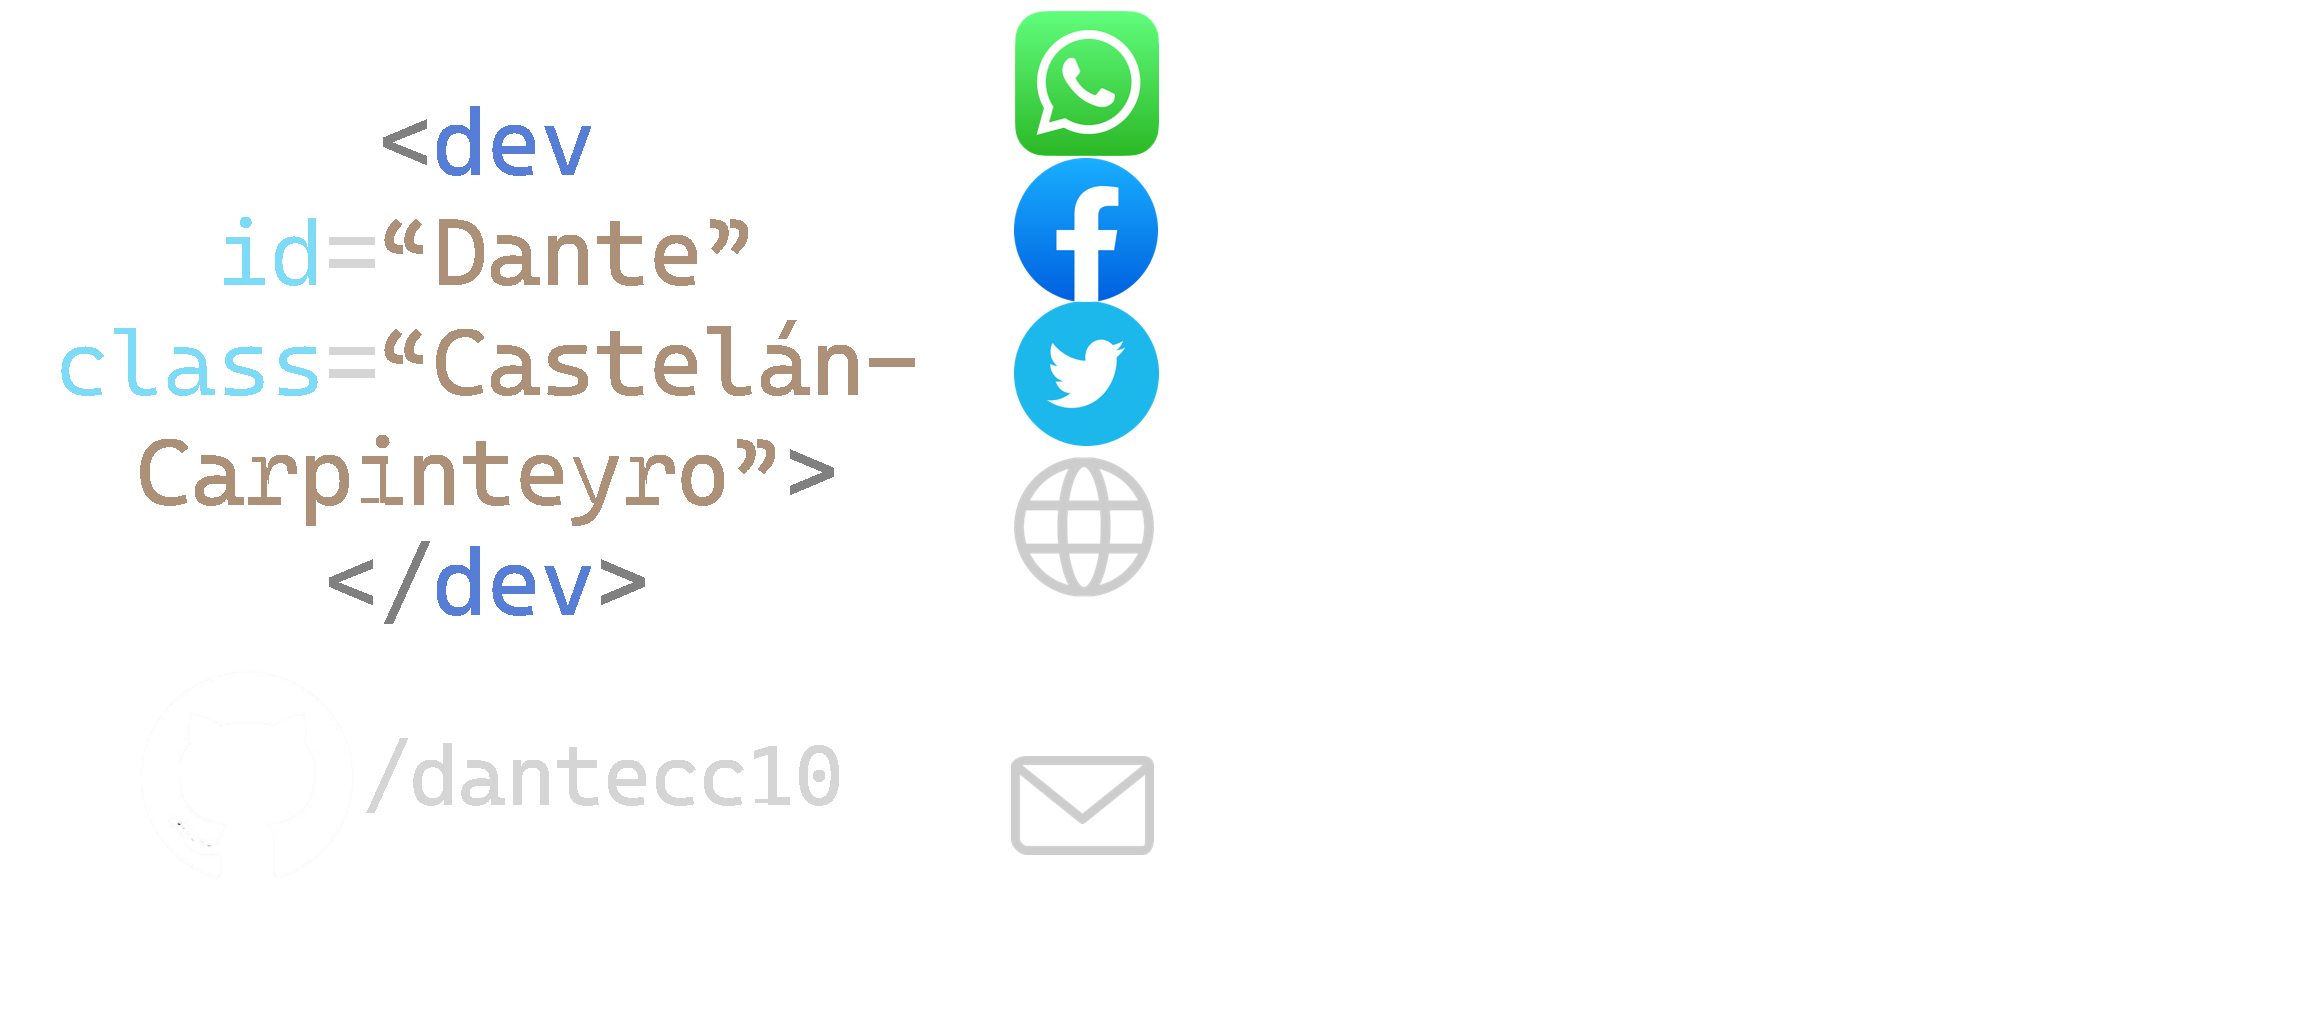 <dev
id=“Dante”
class=“Castelán-
Carpinteyro”>
</dev>
/dantecc10